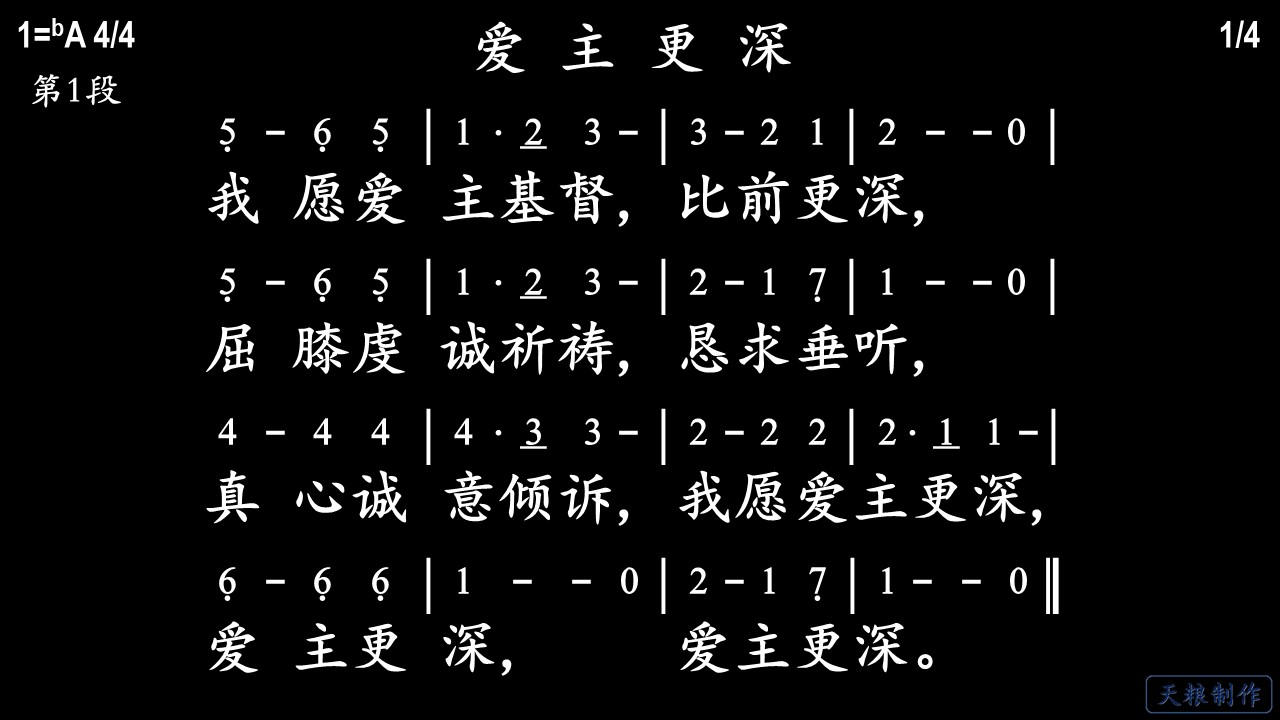 1=ᵇA 4/4
爱 主 更 深
1/4
第1段
5̣ – 6̣ 5̣ | 1 · 2̲ 3 – | 3 – 2 1 | 2 – – 0 |
我 愿爱 主基督, 比前更深,
5̣ – 6̣ 5̣ | 1 · 2̲ 3 – | 2 – 1 7̣ | 1 – – 0 |
屈 膝虔 诚祈祷, 恳求垂听,
4 – 4 4 | 4 · 3̲ 3 – | 2 – 2 2 | 2 · 1̲ 1 – |
真 心诚 意倾诉, 我愿爱主更深,
6̣ – 6̣ 6̣ | 1 – – 0 | 2 – 1 7̣ | 1 – – 0 ‖
爱 主更 深, 爱主更深。
天粮制作